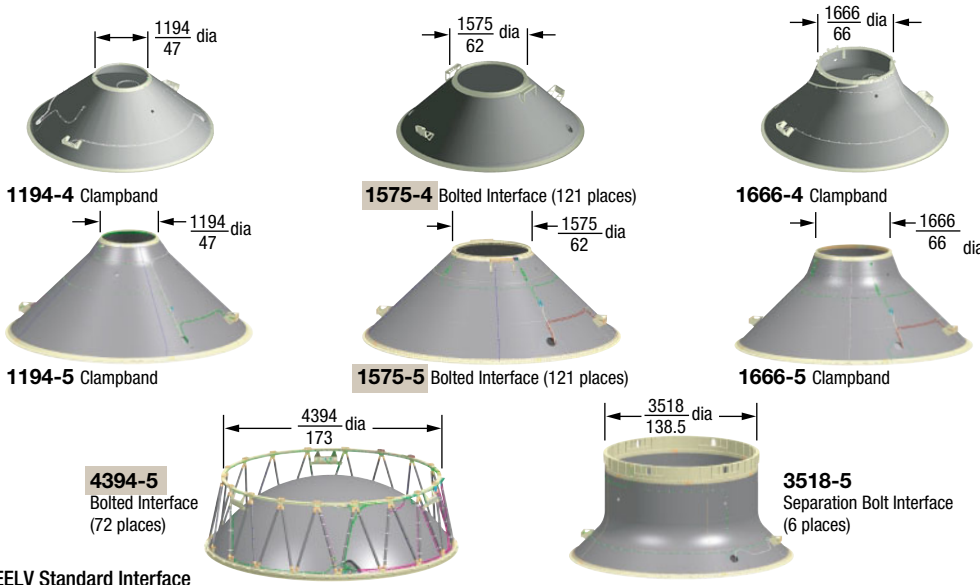 1194
47
dia
1575
62
dia
1666
66
dia
1194-4 Clampband
1575-4 Bolted Interface (121 places)
1666-4 Clampband
1194
47
dia
1575
62
dia
1666
66
dia
1194-5 Clampband
1575-5 Bolted Interface (121 places)
1666-5 Clampband
4394
173
dia
3518
138.5
dia
4394-5
Bolted Interface
(72 places)
3518-5
Separation Bolt Interface
(6 places)
EELV Standard Interface